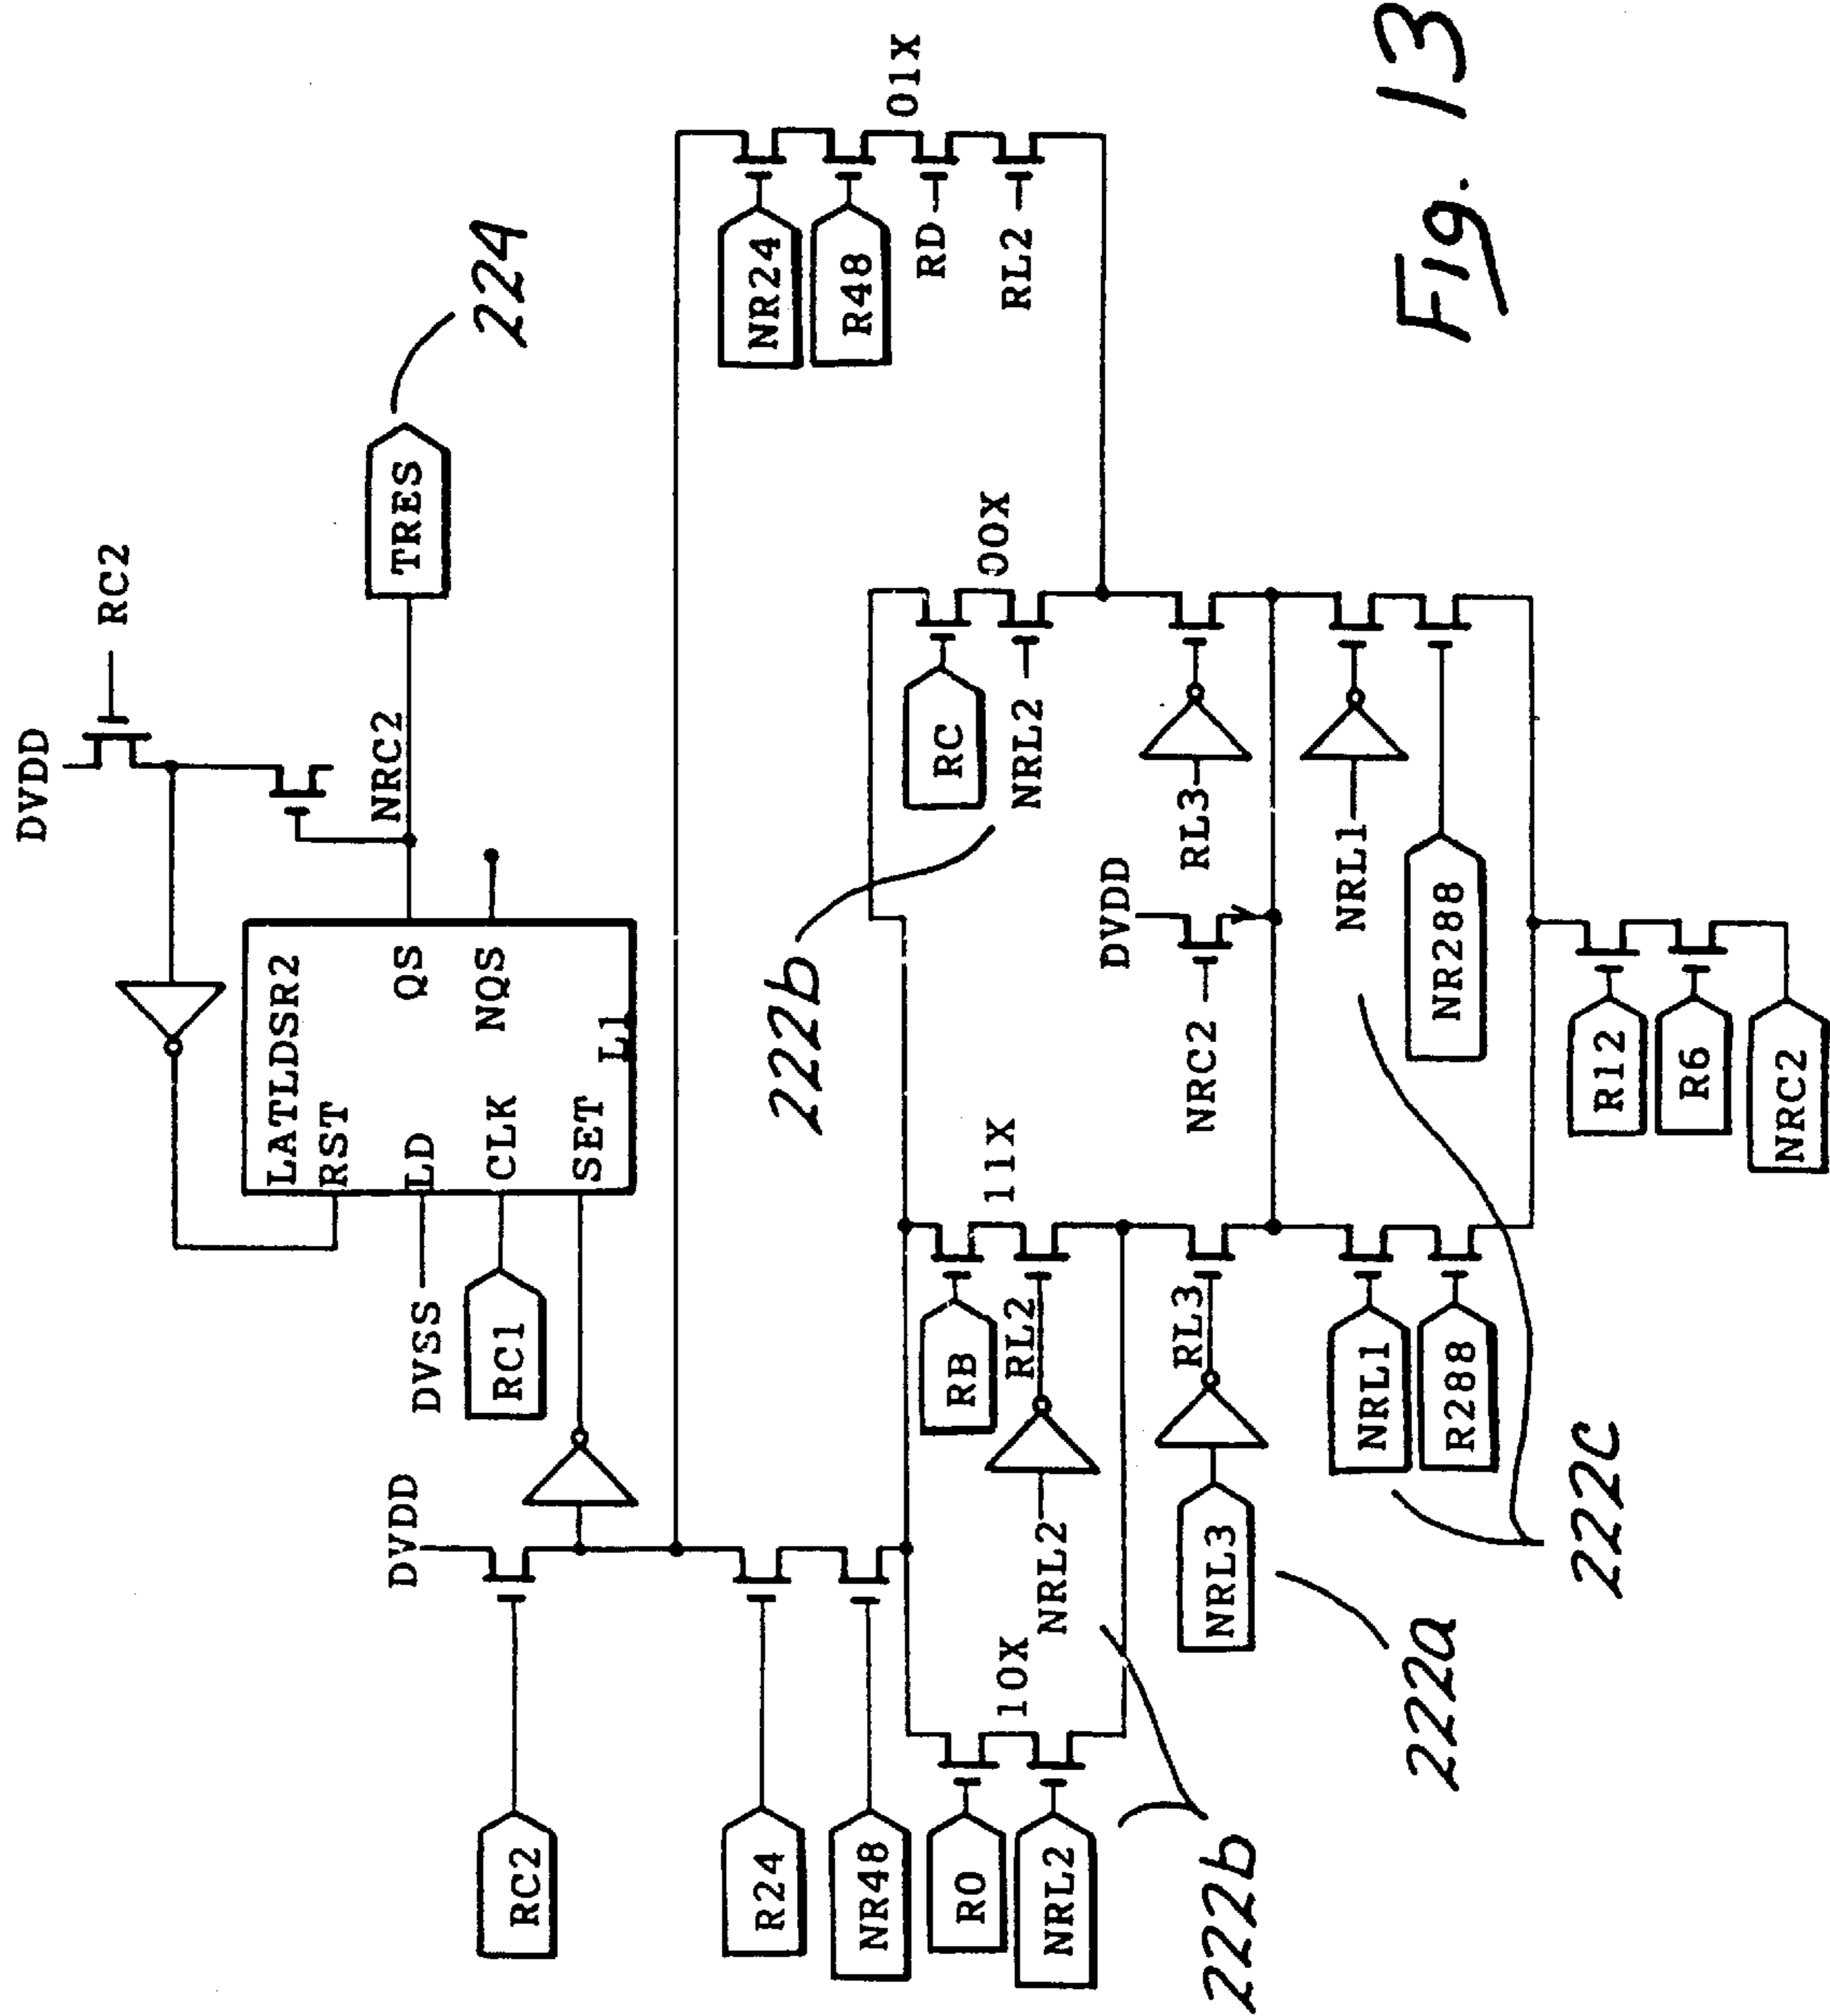 DVDD
RC2
TRES
224
NRC2
LATLDSR2
RST
LD
CLK
SET
QS
NQS
L1
DVSS
RC1
DVDD
RC2
R24
NR48
R0
NRL2
10X
222b
NRL2
RL2
RB
11X
NRL3
RL3
222a
NRL1
R288
222c
222b
RC
NRL2
00X
DVDD
NRC2
RL3
NRL1
NR288
R12
R6
NRC2
NR24
R48
RD
RL2
01X
Fig. 13